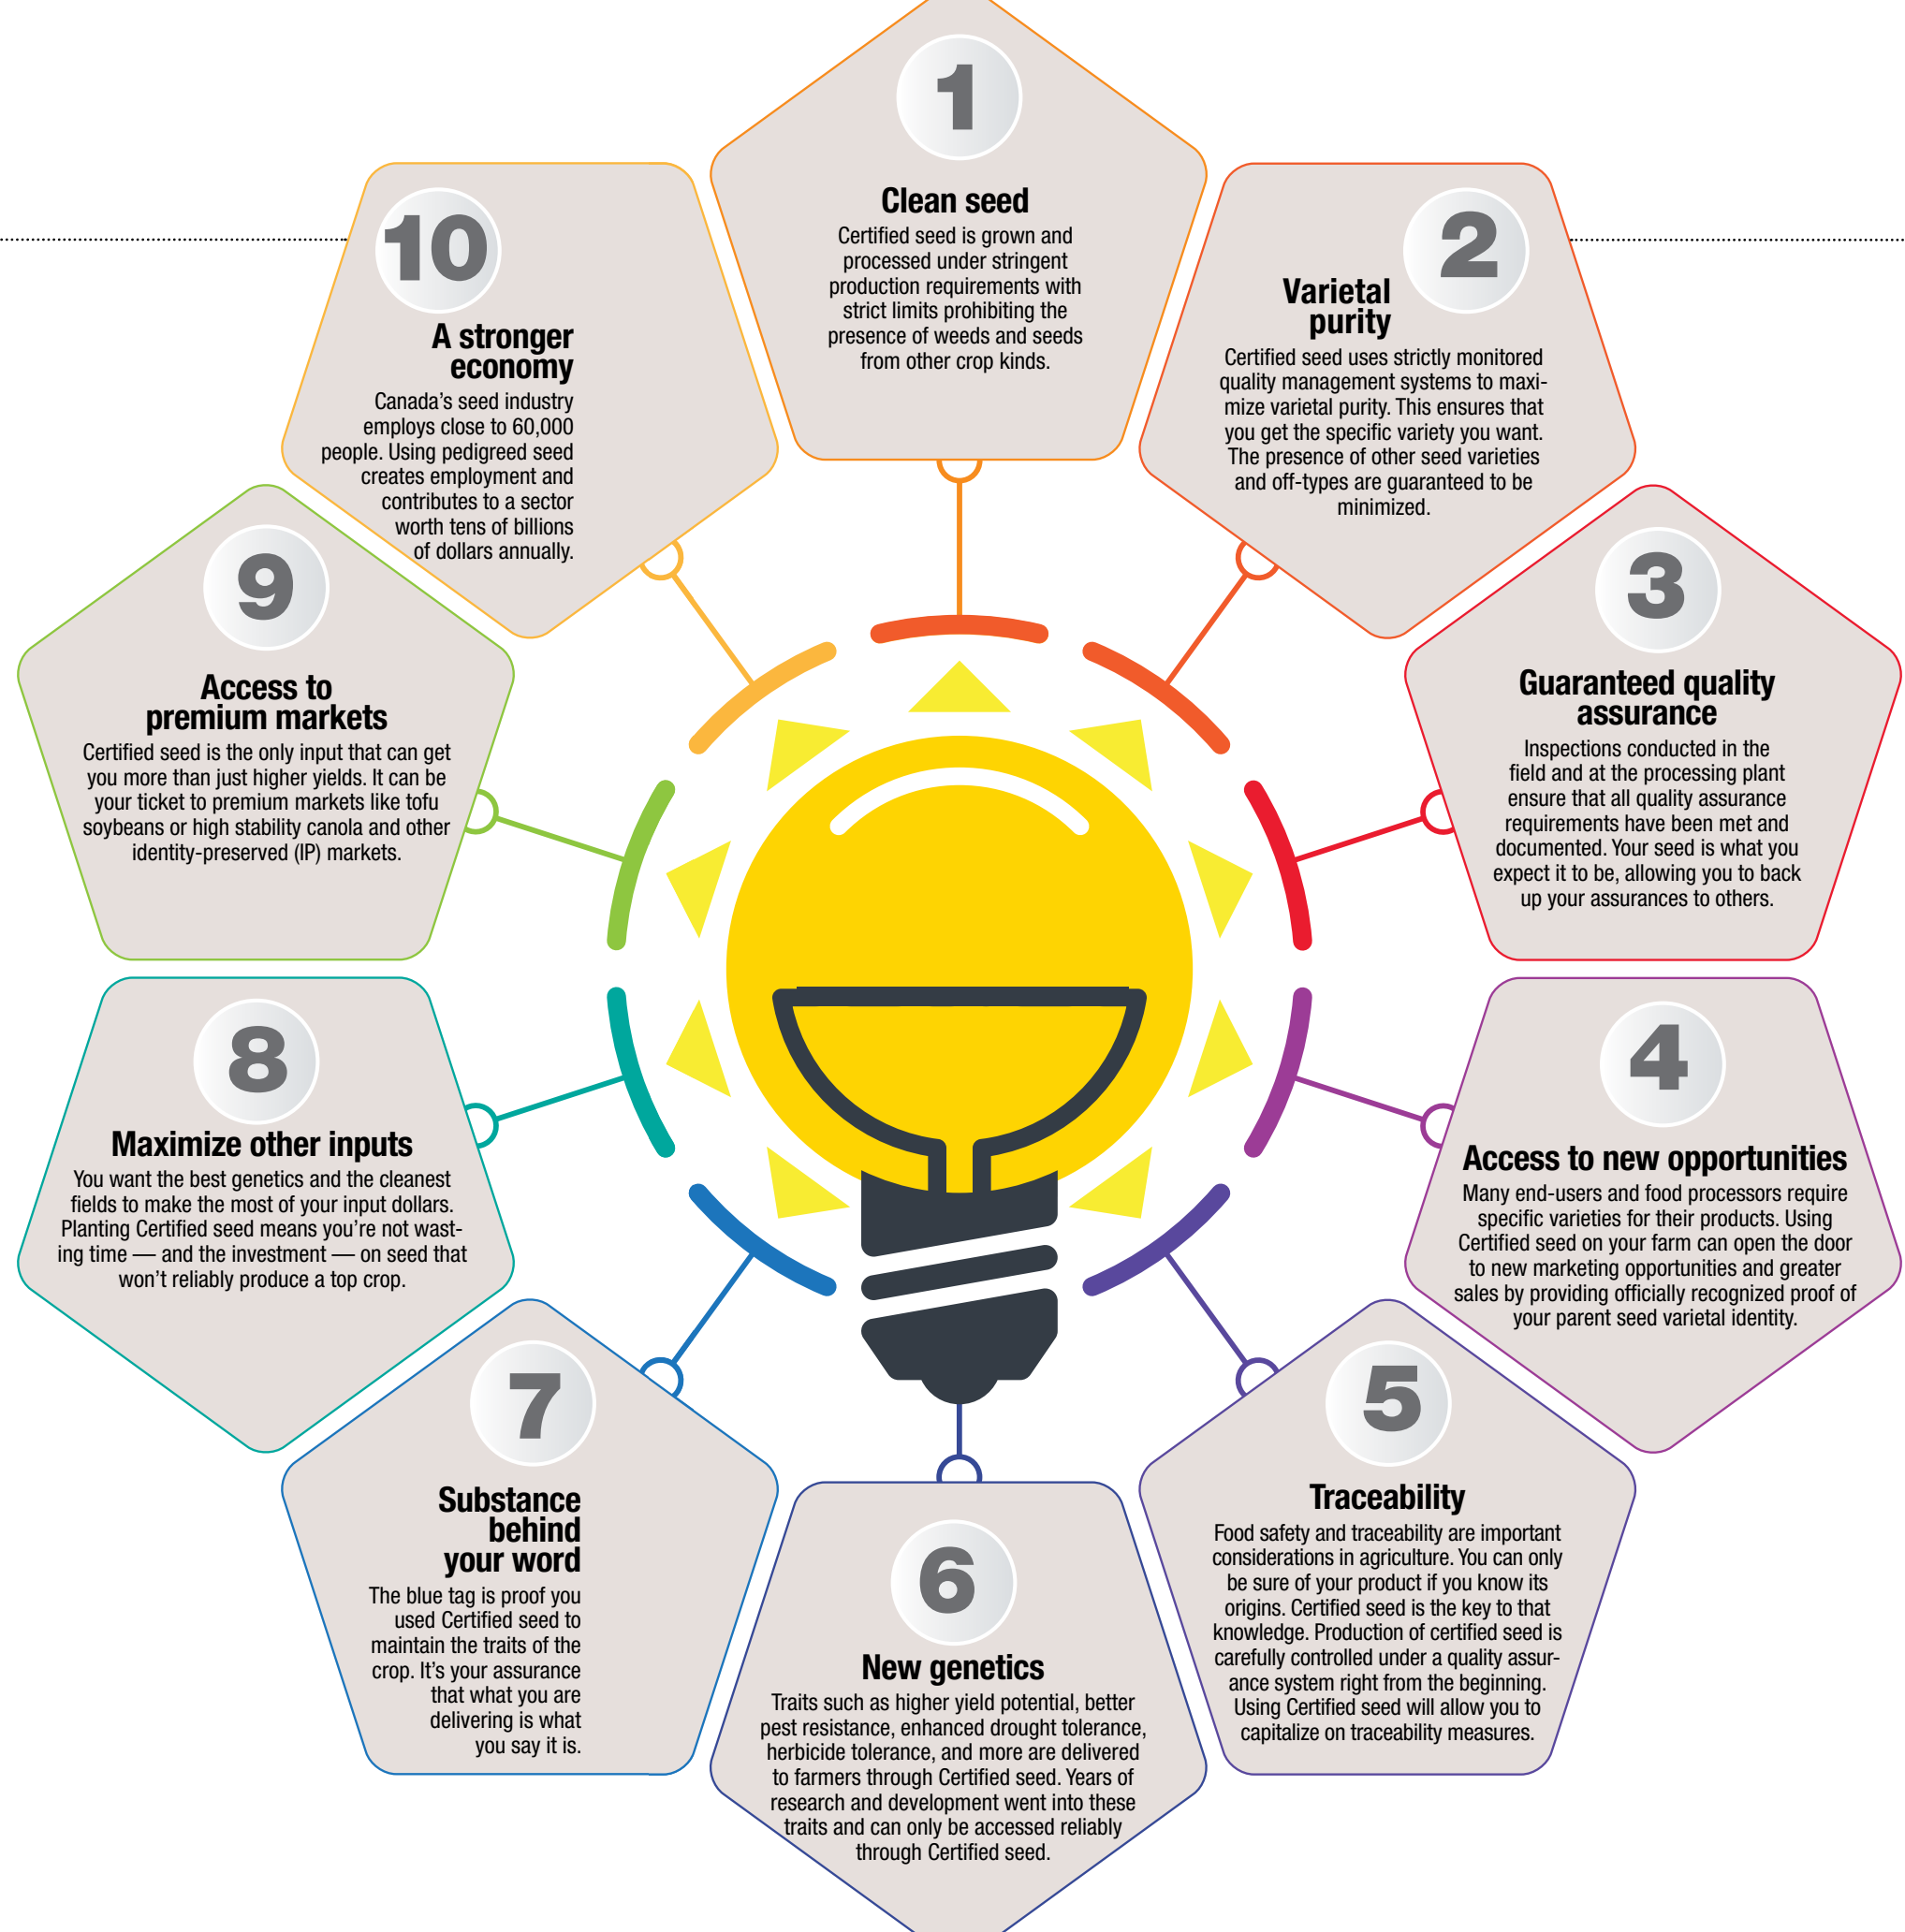 1
Clean seed
Certified seed is grown and
processed under stringent
production requirements with
strict limits prohibiting the
presence of weeds and seeds
from other crop kinds.
2
Varietal
purity
Certified seed uses strictly monitored
quality management systems to maxi-
mize varietal purity. This ensures that
you get the specific variety you want.
The presence of other seed varieties
and off-types are guaranteed to be
minimized.
3
Guaranteed quality
assurance
Inspections conducted in the
field and at the processing plant
ensure that all quality assurance
requirements have been met and
documented. Your seed is what you
expect it to be, allowing you to back
up your assurances to others.
4
Access to new opportunities
Many end-users and food processors require
specific varieties for their products. Using
Certified seed on your farm can open the door
to new marketing opportunities and greater
sales by providing officially recognized proof of
your parent seed varietal identity.
5
Traceability
Food safety and traceability are important
considerations in agriculture. You can only
be sure of your product if you know its
origins. Certified seed is the key to that
knowledge. Production of certified seed is
carefully controlled under a quality assur-
ance system right from the beginning.
Using Certified seed will allow you to
capitalize on traceability measures.
6
New genetics
Traits such as higher yield potential, better
pest resistance, enhanced drought tolerance,
herbicide tolerance, and more are delivered
to farmers through Certified seed. Years of
research and development went into these
traits and can only be accessed reliably
through Certified seed.
7
Substance
behind
your word
The blue tag is proof you
used Certified seed to
maintain the traits of the
crop. It’s your assurance
that what you are
delivering is what
you say it is.
8
Maximize other inputs
You want the best genetics and the cleanest
fields to make the most of your input dollars.
Planting Certified seed means you’re not wast-
ing time — and the investment — on seed that
won’t reliably produce a top crop.
9
Access to
premium markets
Certified seed is the only input that can get
you more than just higher yields. It can be
your ticket to premium markets like tofu
soybeans or high stability canola and other
identity-preserved (IP) markets.
10
A stronger
economy
Canada’s seed industry
employs close to 60,000
people. Using pedigreed seed
creates employment and
contributes to a sector
worth tens of billions
of dollars annually.